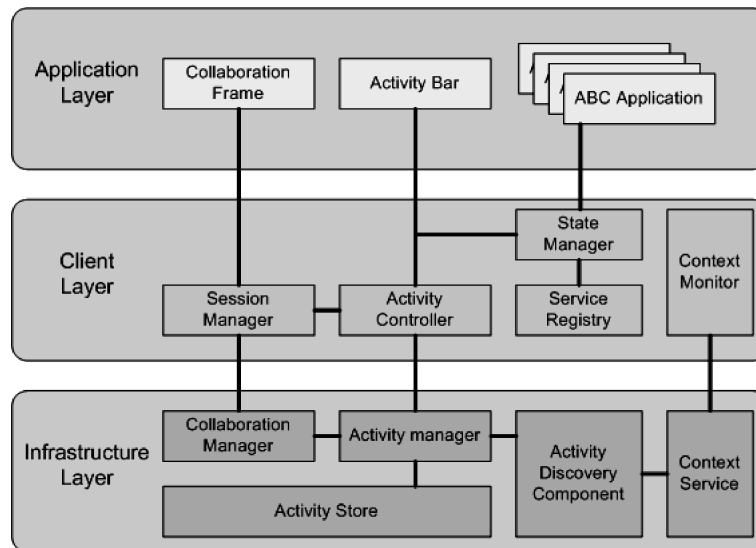 Application
Layer
Collaboration
Frame
Activity Bar
ABC Application
Client
Layer
Session
Manager
Activity
Controller
State
Manager
Service
Registry
Context
Monitor
Infrastructure
Layer
Collaboration
Manager
Activity manager
Activity
Discovery
Component
Context
Service
Activity Store